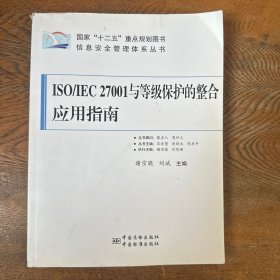 国家“十二五”重点规划图书
信息安全管理体系丛书
ISO/IEC 27001与等级保护的整合
应用指南
谢宗晓 刘斌 主编
中国质检出版社
中国标准出版社